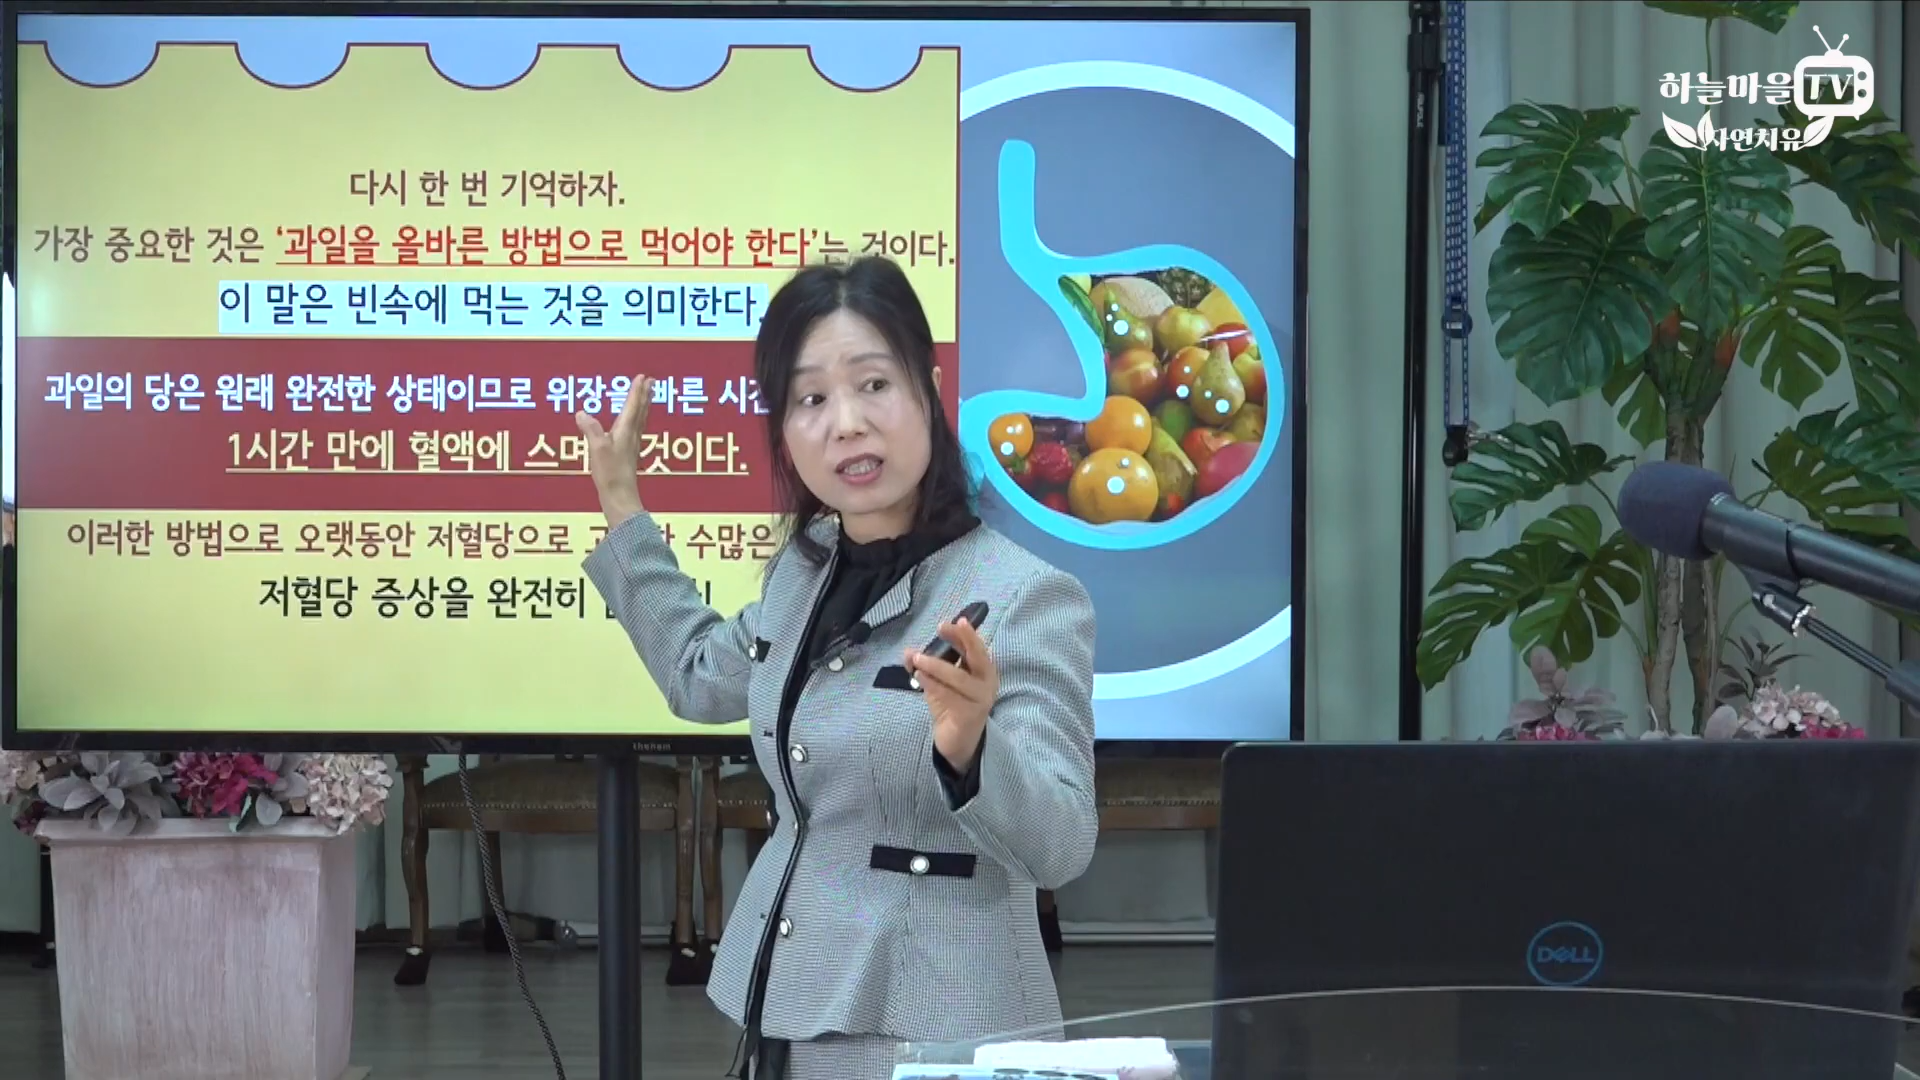 다시 한 번 기억하자.
가장 중요한 것은 ‘과일을 올바른 방법으로 먹어야 한다’는 것이다.
이 말은 빈속에 먹는 것을 의미한다.
과일의 당은 원래 완전한 상태이므로 위장을 빠른
1시간 만에 혈액에 것이다.
이러한 방법으로 오랫동안 저혈당으로 수많은
저혈당 증상을 완전히
하늘마을 TV
자연치유
DELL